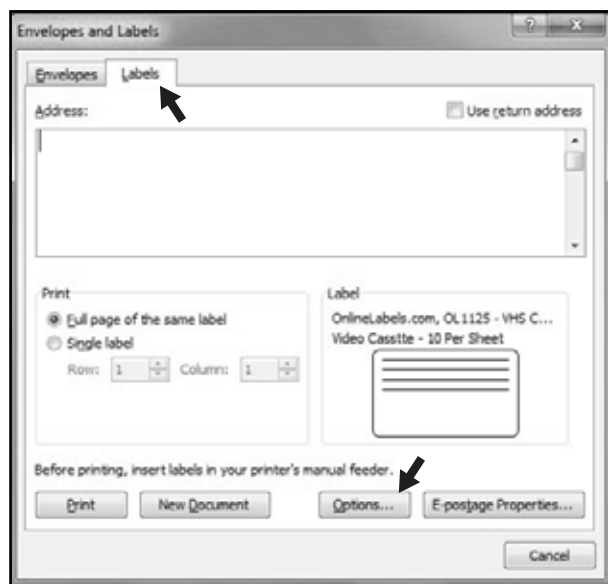 Envelopes and Labels
Envelopes Labels
Address: Use return address
Print
Full page of the same label
Single label
Row: 1 Column: 1
Label
OnlineLabels.com, OL1125 - VHS C...
Video Casstte - 10 Per Sheet
Before printing, insert labels in your printer's manual feeder.
Print New Document Options... E-postage Properties...
Cancel